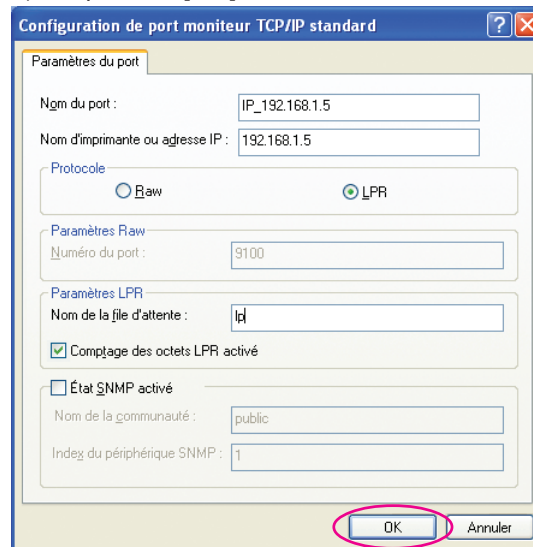 Configuration de port moniteur TCP/IP standard
Paramètres du port
Nom du port : IP_192.168.1.5
Nom d'imprimante ou adresse IP : 192.168.1.5
Protocole
Raw LPR
Paramètres Raw
Numéro du port : 9100
Paramètres LPR
Nom de la file d'attente : lp
Comptage des octets LPR activé
État SNMP activé
Nom de la communauté : public
Index du périphérique SNMP : 1
OK Annuler